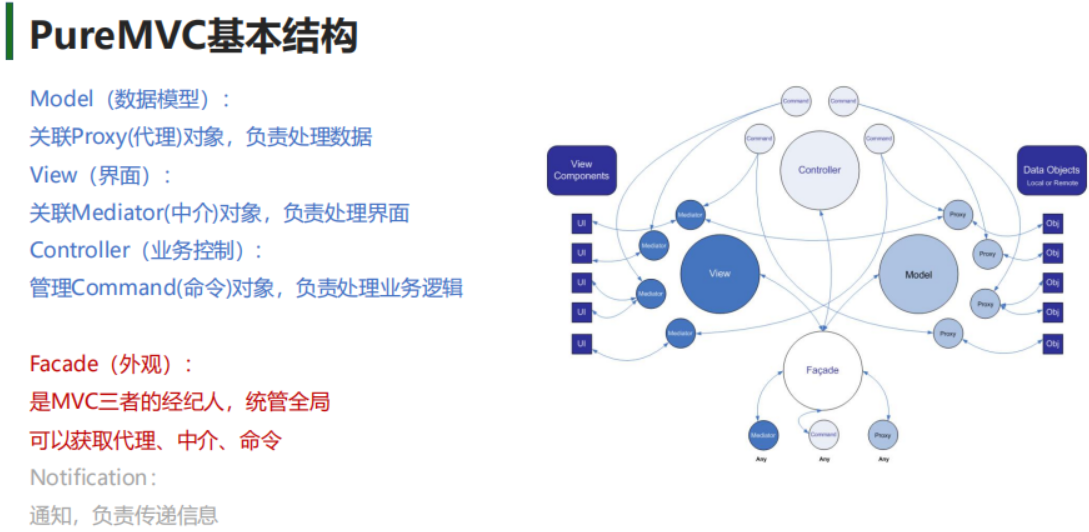 PureMVC基本结构
Model（数据模型）：
关联Proxy(代理)对象，负责处理数据
View（界面）：
关联Mediator(中介)对象，负责处理界面
Controller（业务控制）：
管理Command(命令)对象，负责处理业务逻辑
Facade（外观）：
是MVC三者的经纪人，统管全局
可以获取代理、中介、命令
Notification：
通知，负责传递信息
Command
Command
Command
Command
Controller
View
Components
Data Objects
Local or Remote
UI
UI
UI
UI
UI
Mediator
Mediator
Mediator
Mediator
View
Model
Proxy
Proxy
Proxy
Proxy
Obj
Obj
Obj
Obj
Obj
Façade
Mediator
Command
Proxy
Any
Any
Any